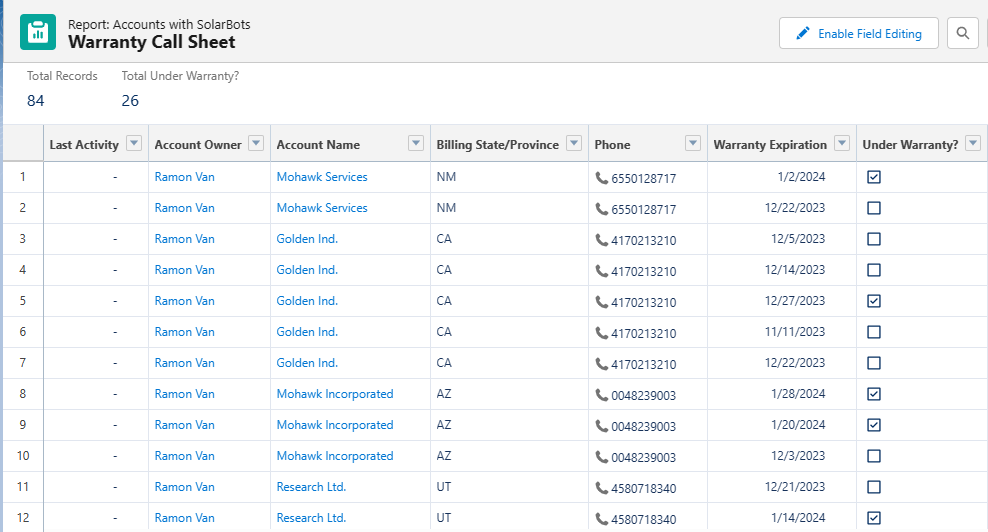 Report: Accounts with SolarBots
Warranty Call Sheet
Enable Field Editing
Total Records Total Under Warranty?
84 26
Last Activity Account Owner Account Name Billing State/Province Phone Warranty Expiration Under Warranty?
1 - Ramon Van Mohawk Services NM 6550128717 1/2/2024
2 - Ramon Van Mohawk Services NM 6550128717 12/22/2023
3 - Ramon Van Golden Ind. CA 4170213210 12/5/2023
4 - Ramon Van Golden Ind. CA 4170213210 12/14/2023
5 - Ramon Van Golden Ind. CA 4170213210 12/27/2023
6 - Ramon Van Golden Ind. CA 4170213210 11/11/2023
7 - Ramon Van Golden Ind. CA 4170213210 12/22/2023
8 - Ramon Van Mohawk Incorporated AZ 0048239003 1/28/2024
9 - Ramon Van Mohawk Incorporated AZ 0048239003 1/20/2024
10 - Ramon Van Mohawk Incorporated AZ 0048239003 12/3/2023
11 - Ramon Van Research Ltd. UT 4580718340 12/21/2023
12 - Ramon Van Research Ltd. UT 4580718340 1/14/2024